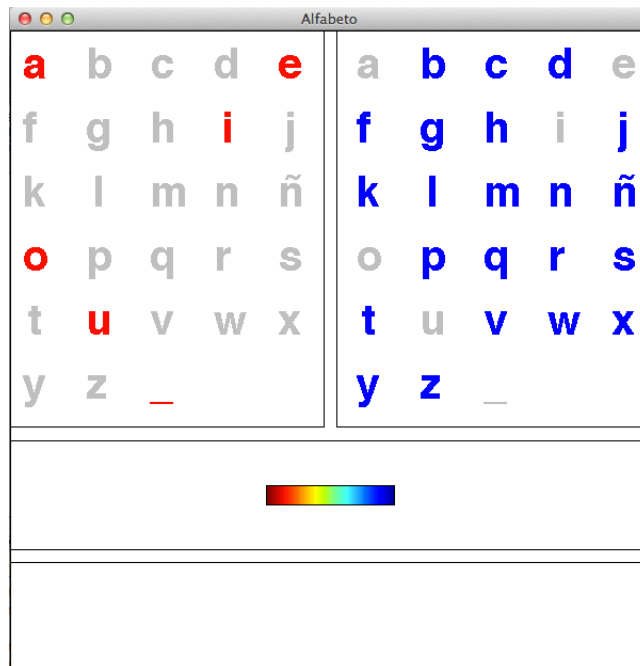 Alfabeto
a b c d e
f g h i j
k l m n ñ
o p q r s
t u v w x
y z _
a b c d e
f g h i j
k l m n ñ
o p q r s
t u v w x
y z _